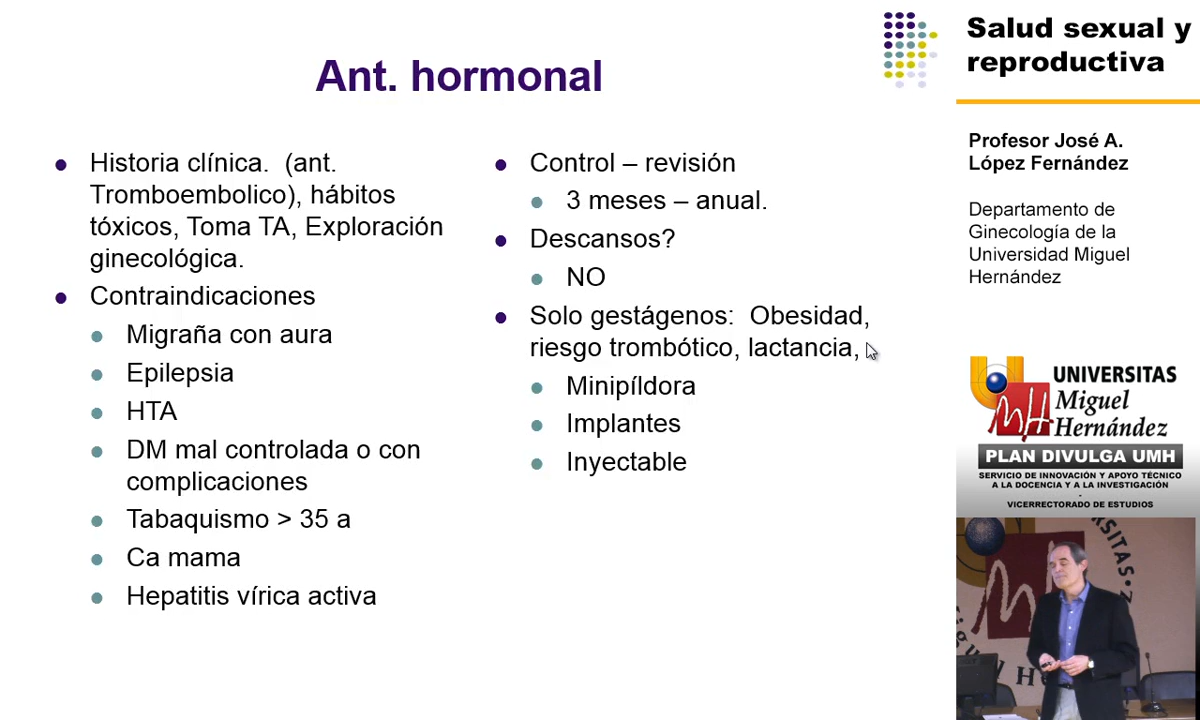 Ant. hormonal
Historia clínica.  (ant.
Tromboembolico), hábitos
tóxicos, Toma TA, Exploración
ginecológica.
Contraindicaciones
Migraña con aura
Epilepsia
HTA
DM mal controlada o con
complicaciones
Tabaquismo > 35 a
Ca mama
Hepatitis vírica activa
Control – revisión
3 meses – anual.
Descansos?
NO
Solo gestágenos:  Obesidad,
riesgo trombótico, lactancia,
Minipíldora
Implantes
Inyectable
Salud sexual y
reproductiva
Profesor José A.
López Fernández
Departamento de
Ginecología de la
Universidad Miguel
Hernández
UNIVERSITAS
Miguel
Hernández
PLAN DIVULGA UMH
SERVICIO DE INNOVACIÓN Y APOYO TÉCNICO
A LA DOCENCIA Y A LA INVESTIGACIÓN
-
VICERRECTORADO DE ESTUDIOS